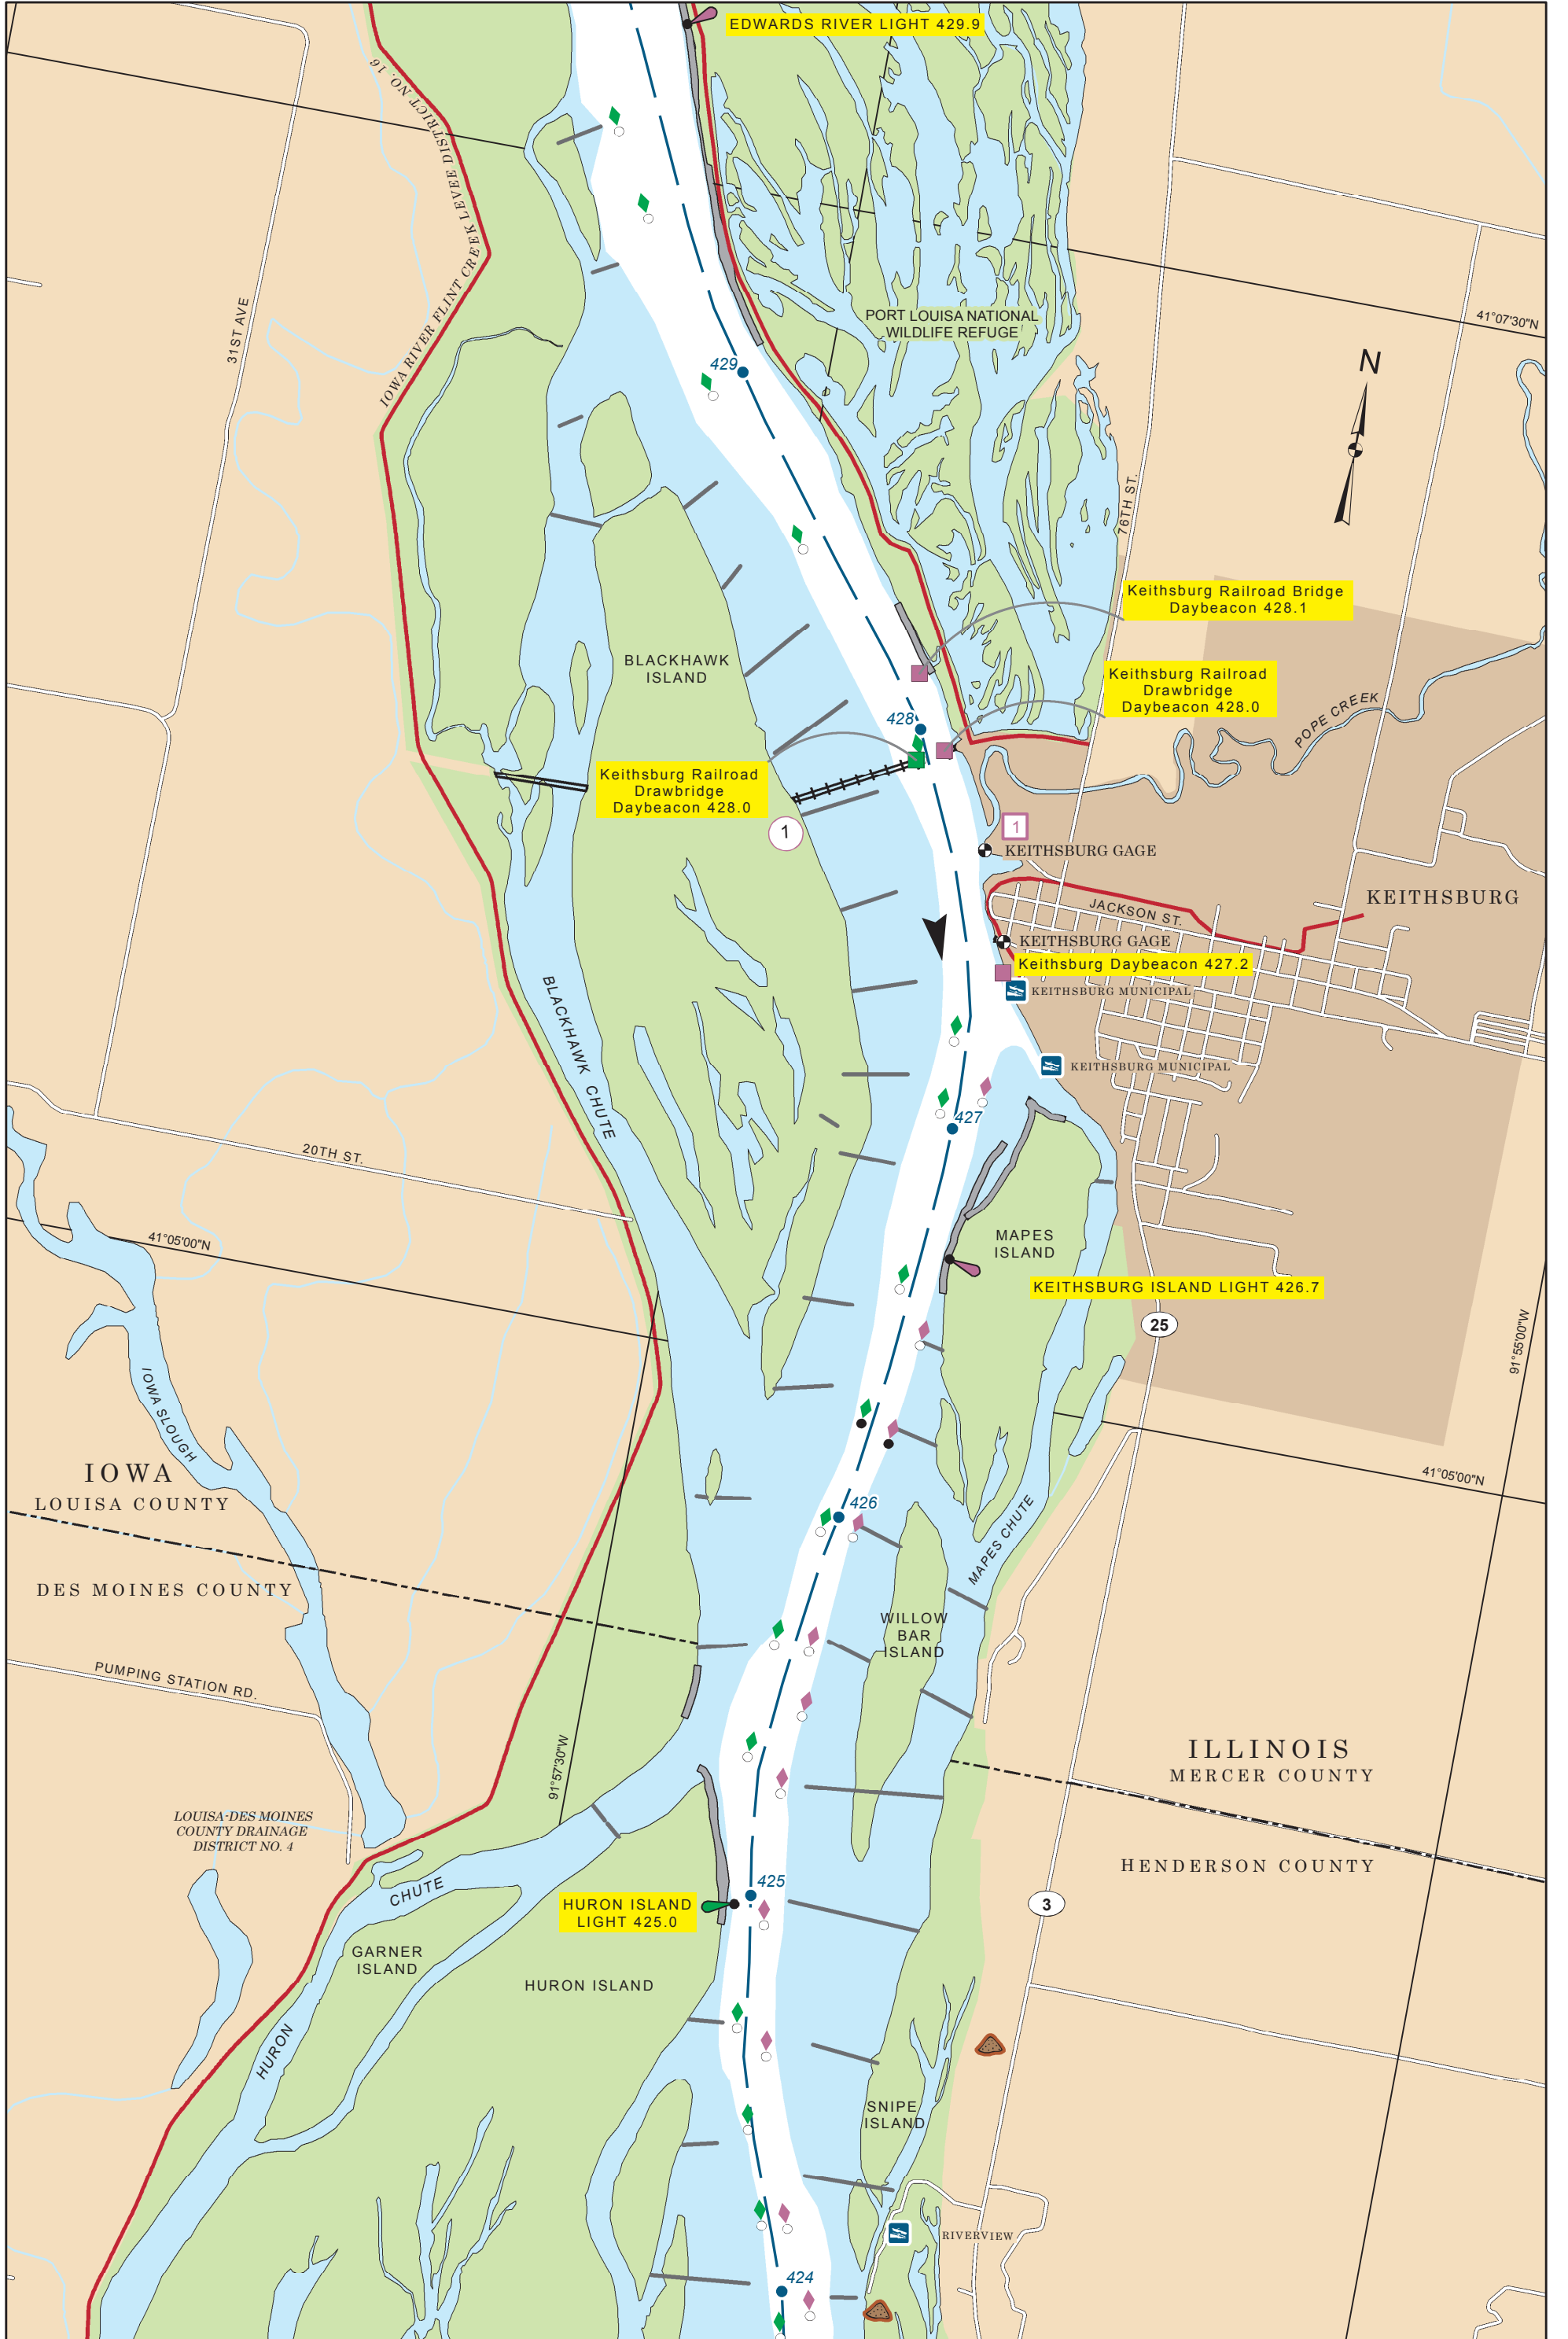 EDWARDS RIVER LIGHT 429.9
IOWA RIVER FLINT CREEK LEVEE DISTRICT NO. 16
31ST AVE
PORT LOUISA NATIONAL
WILDLIFE REFUGE
41°07'30"N
N
429
76TH ST.
Keithsburg Railroad Bridge
Daybeacon 428.1
BLACKHAWK
ISLAND
Keithsburg Railroad
Drawbridge
Daybeacon 428.0
428
POPE CREEK
Keithsburg Railroad
Drawbridge
Daybeacon 428.0
1
1
KEITHSBURG GAGE
KEITHSBURG
JACKSON ST.
KEITHSBURG GAGE
Keithsburg Daybeacon 427.2
KEITHSBURG MUNICIPAL
BLACKHAWK CHUTE
KEITHSBURG MUNICIPAL
427
20TH ST.
41°05'00"N
MAPES
ISLAND
KEITHSBURG ISLAND LIGHT 426.7
25
91°55'00"W
IOWA SLOUGH
IOWA
LOUISA COUNTY
41°05'00"N
426
MAPES CHUTE
DES MOINES COUNTY
WILLOW
BAR
ISLAND
PUMPING STATION RD.
91°57'30"W
ILLINOIS
MERCER COUNTY
LOUISA-DES MOINES
COUNTY DRAINAGE
DISTRICT NO. 4
HENDERSON COUNTY
425
HURON CHUTE
HURON ISLAND
LIGHT 425.0
3
GARNER
ISLAND
HURON ISLAND
SNIPE
ISLAND
RIVERVIEW
424